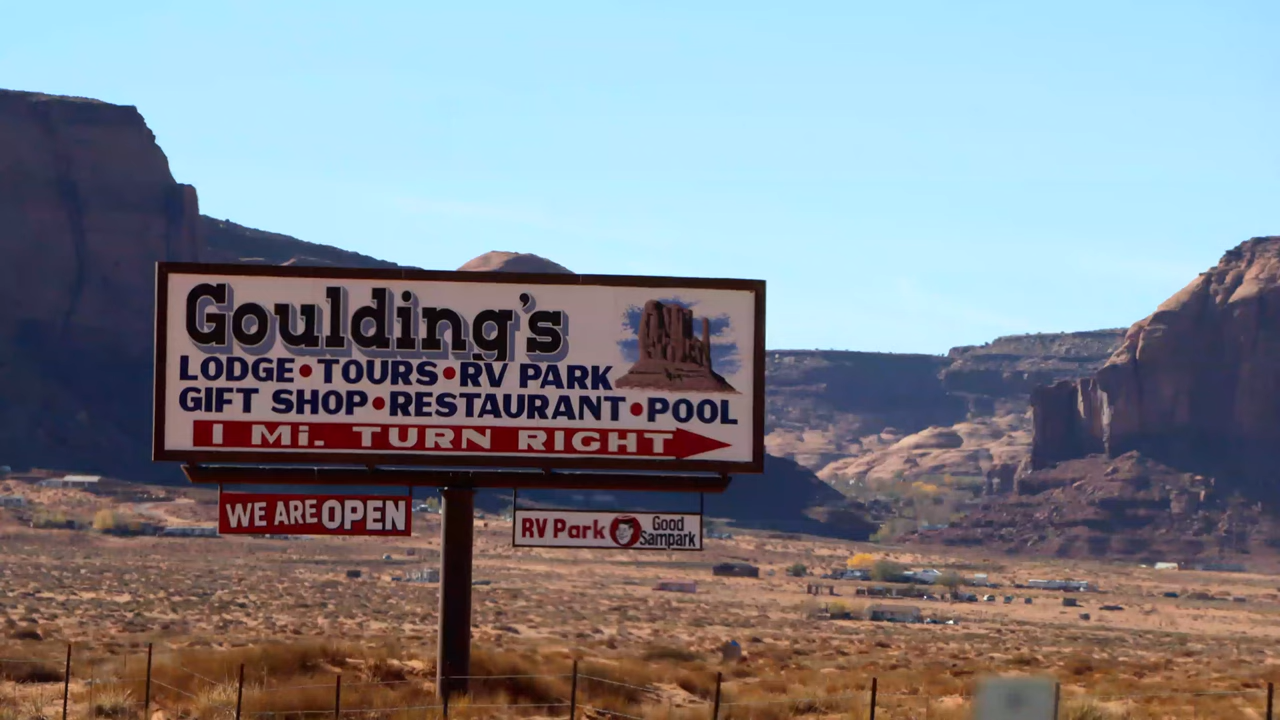 Goulding's
LODGE•TOURS•RV PARK
GIFT SHOP•RESTAURANT•POOL
1 Mi. TURN RIGHT
WE ARE OPEN
RV Park Good
Sampark